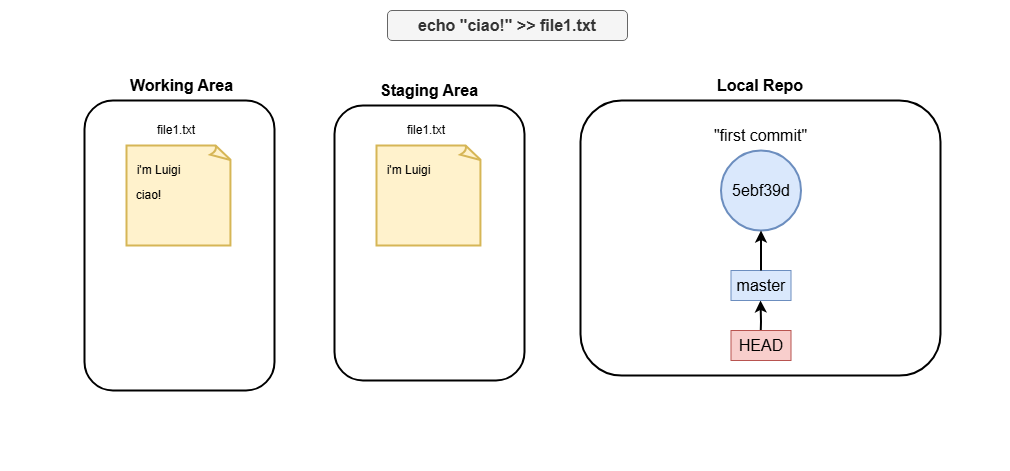 echo "ciao!" >> file1.txt
Working Area
file1.txt
i'm Luigi
ciao!
Staging Area
file1.txt
i'm Luigi
Local Repo
"first commit"
5ebf39d
master
HEAD